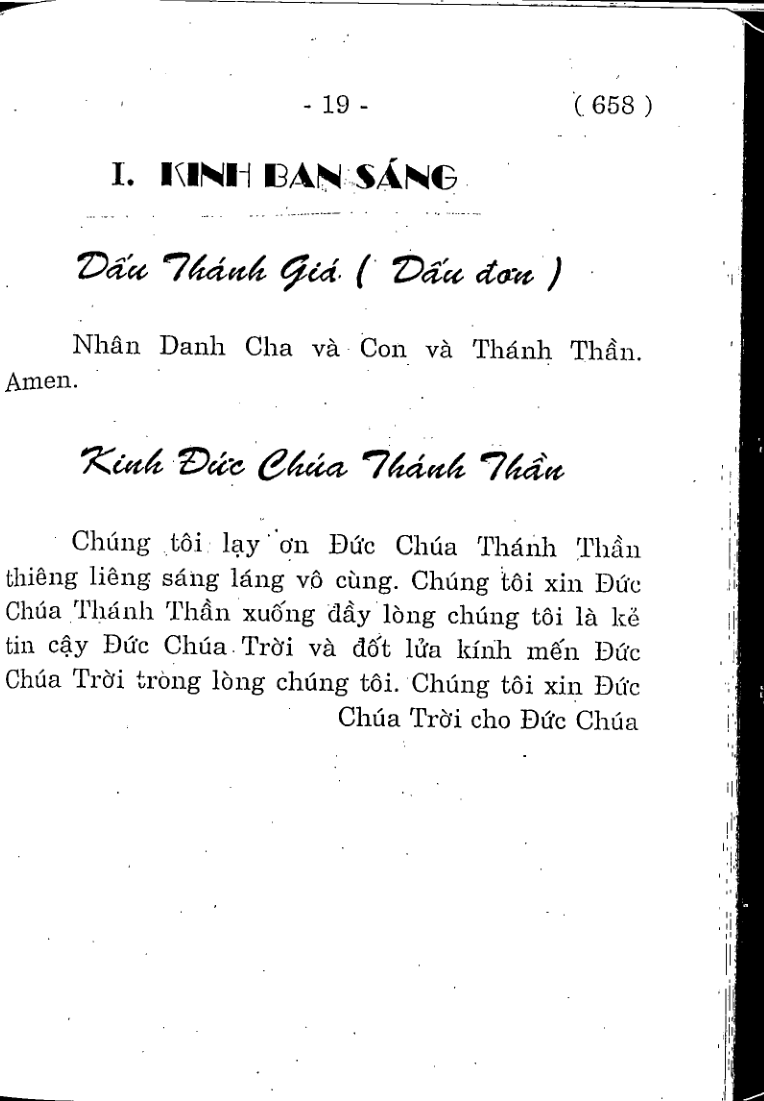 - 19 - ( 658 )
I. KINH BAN SÁNG
Dấu Thánh Giá ( Dấu đơn )
Nhân Danh Cha và Con và Thánh Thần.
Amen.
Kinh Đức Chúa Thánh Thần
Chúng tôi lạy ơn Đức Chúa Thánh Thần
thiêng liêng sáng láng vô cùng. Chúng tôi xin Đức
Chúa Thánh Thần xuống đầy lòng chúng tôi là kẻ
tin cậy Đức Chúa Trời và đốt lửa kính mến Đức
Chúa Trời trong lòng chúng tôi. Chúng tôi xin Đức
Chúa Trời cho Đức Chúa